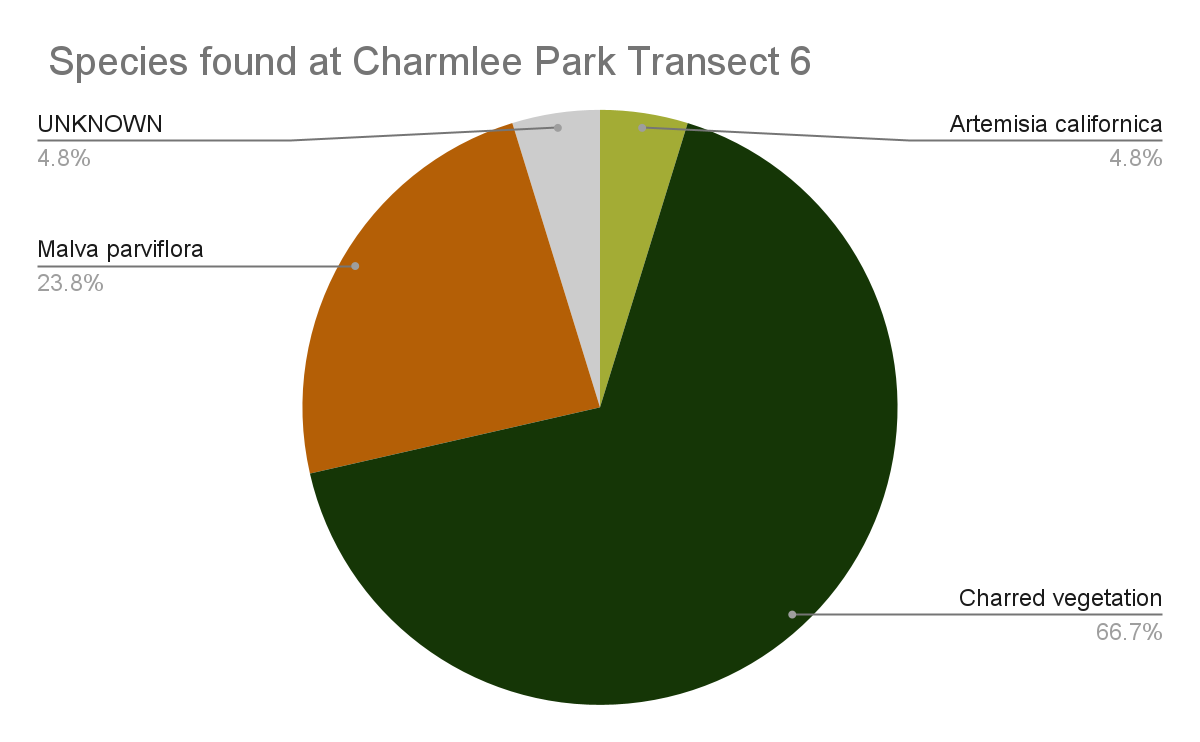 Species found at Charmlee Park Transect 6
UNKNOWN
4.8%
Artemisia californica
4.8%
Malva parviflora
23.8%
Charred vegetation
66.7%